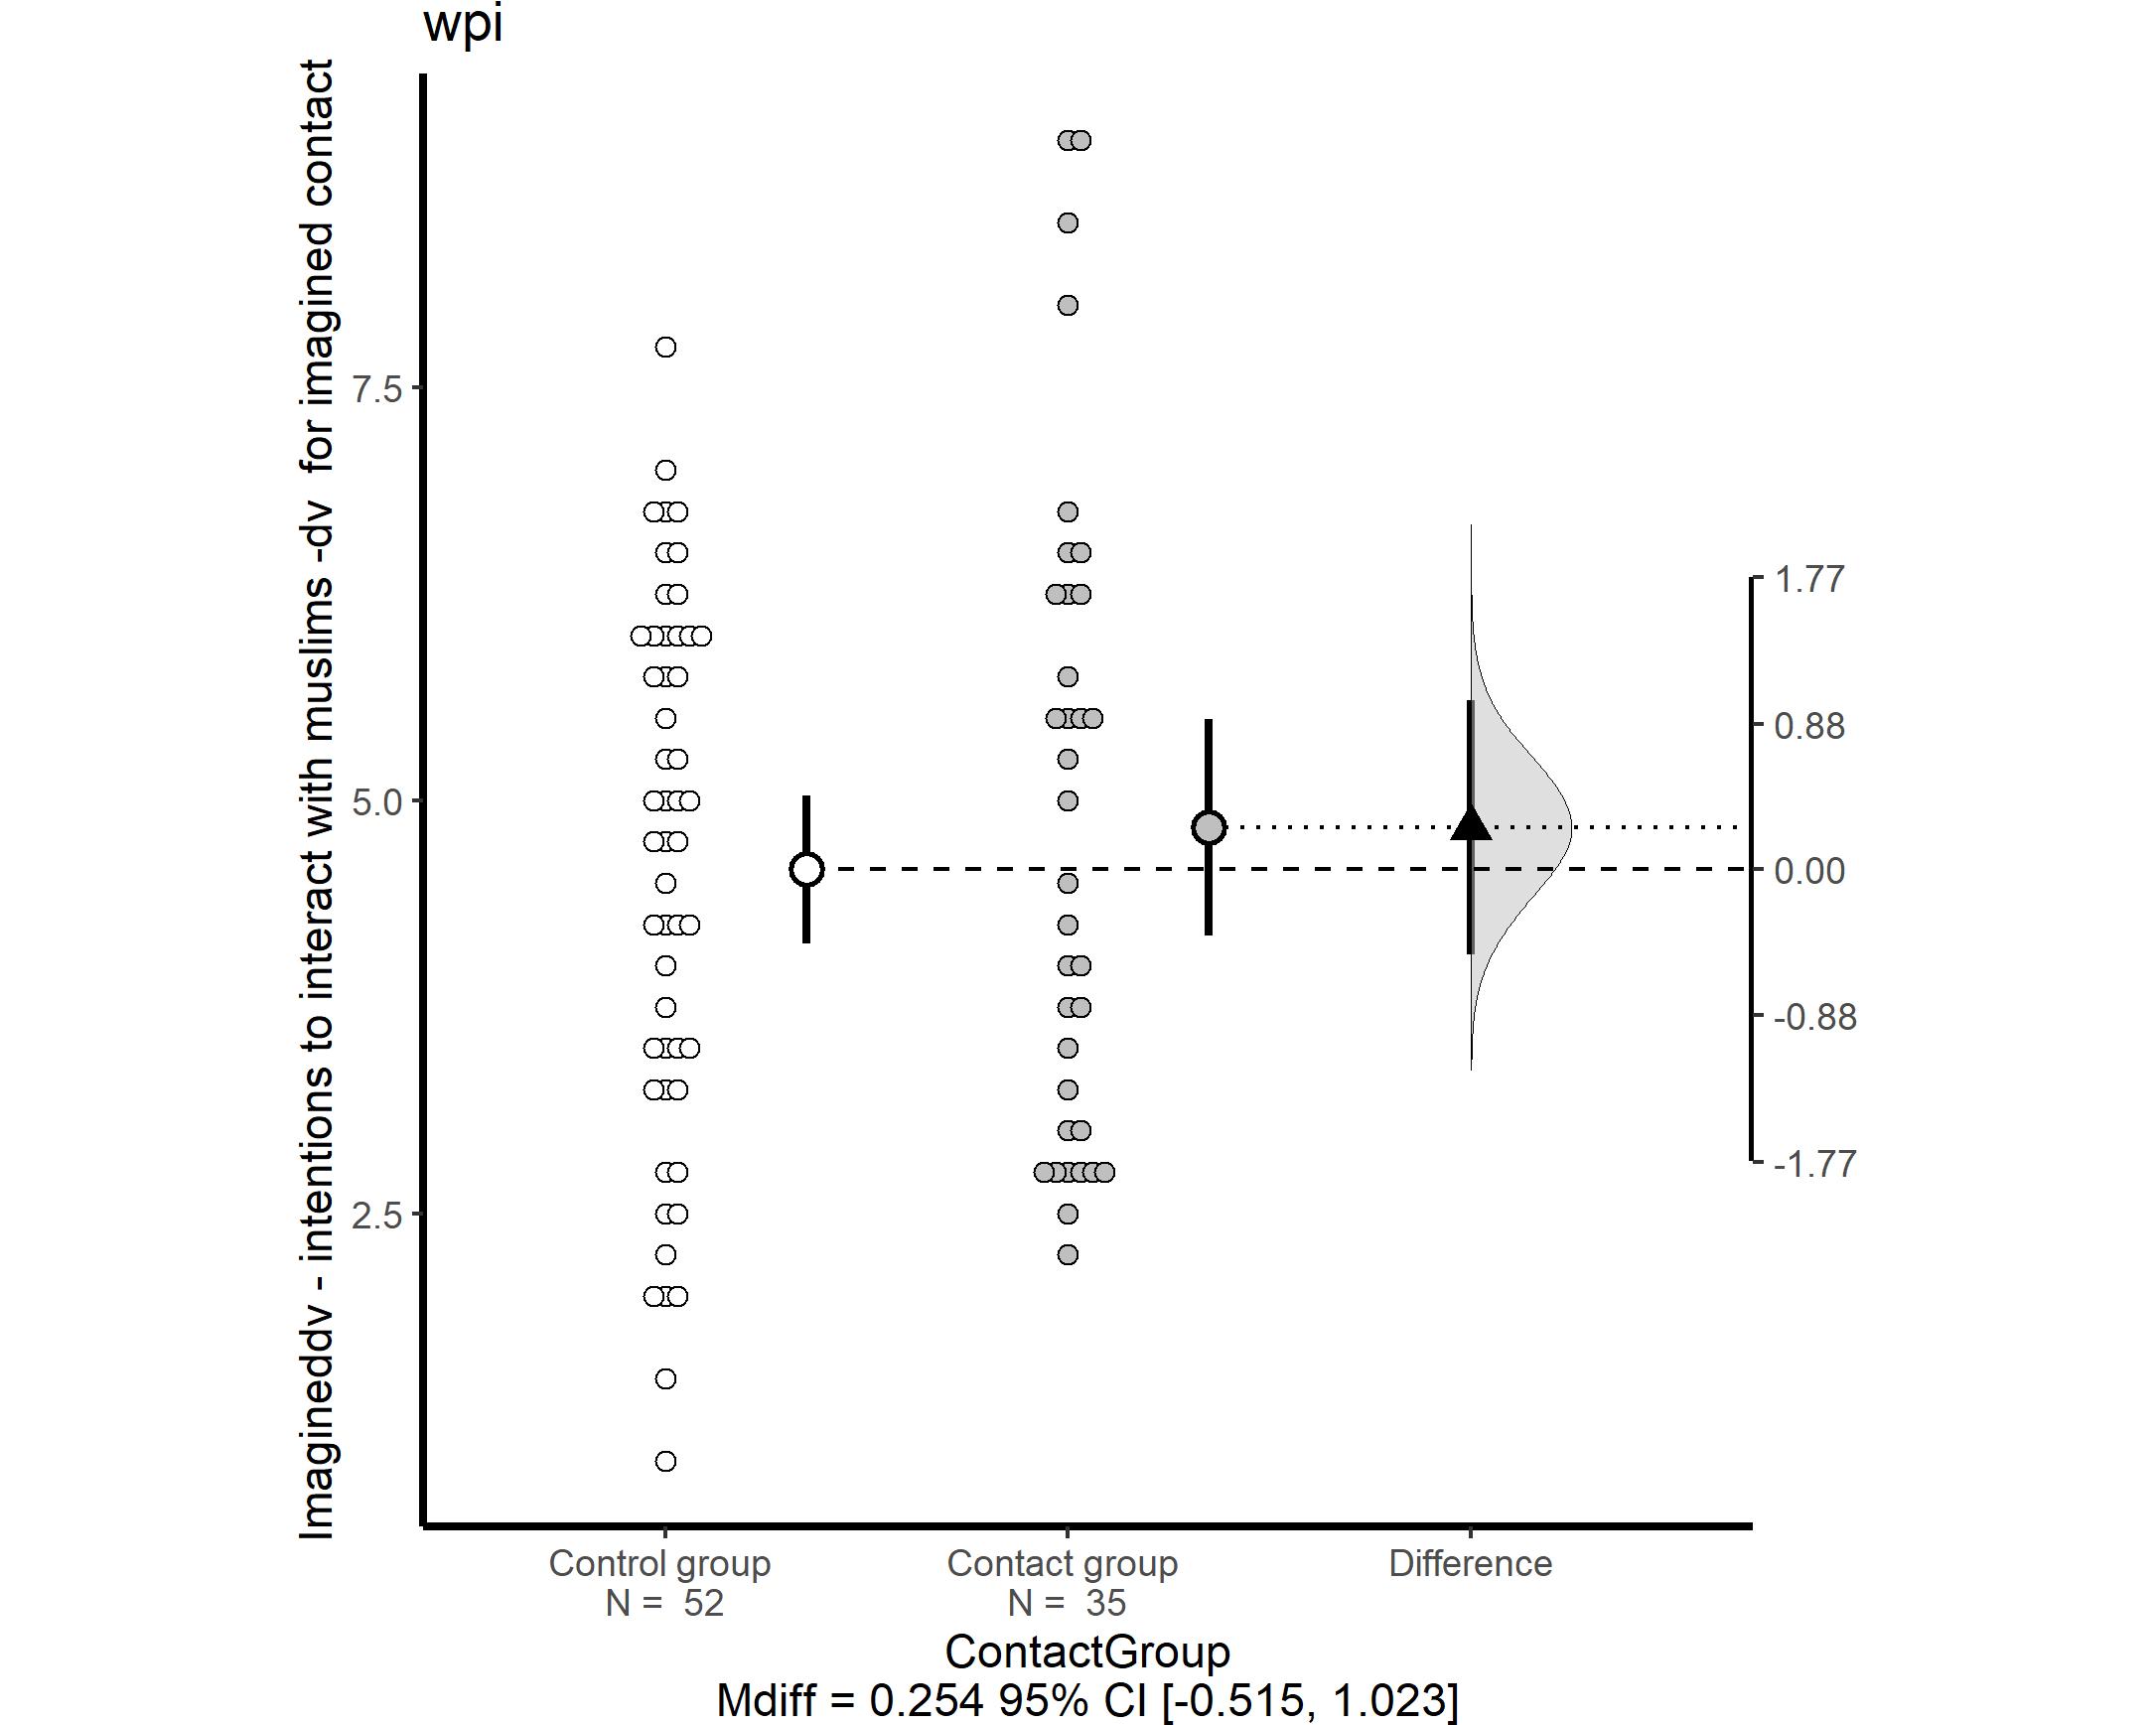 wpi
Imagineddv - intentions to interact with muslims -dv  for imagined contact
7.5
5.0
2.5
1.77
0.88
0.00
-0.88
-1.77
Control group
N =  52
Contact group
N =  35
Difference
ContactGroup
Mdiff = 0.254 95% CI [-0.515, 1.023]